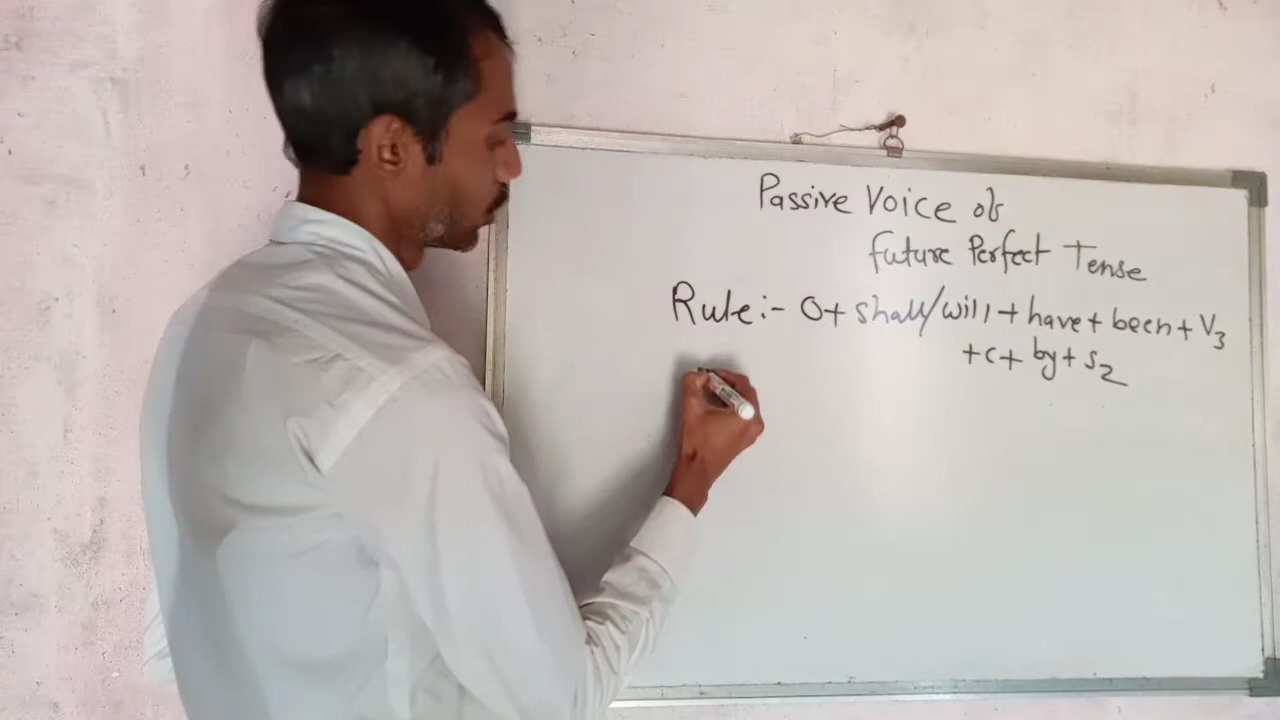 Passive Voice of
future Perfect Tense
Rule:- O+ shall/will + have + been + V3
+c+ by + s2